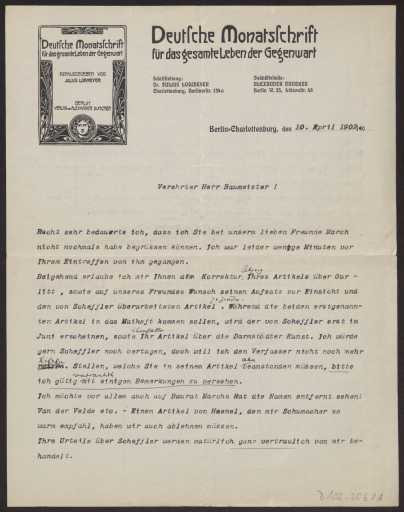 Deutsche Monatsschrift
für das gesamte Leben der Gegenwart
HERAUSGEGEBEN VON
JULIUS LOHMEYER
BERLIN
VERLAG VON ALEXANDER DUNCKER
Deutsche Monatsschrift
für das gesamte Leben der Gegenwart
Schriftleitung:
Dr. JULIUS LOHMEYER
Charlottenburg,
Geschäftsstelle:
ALEXANDER DUNCKER
Berlin W. 35, Lützowstr. 43
Berlin-Charlottenburg, den 10. April 1902
Verehrter Herr Baumeister !
Recht sehr bedauerte ich, dass ich Sie bei unserm lieben Freunde March
nicht nochmals habe begrüssen können. Ich war leider wenige Minuten vor
Ihrem Eintreffen von ihm gegangen.
Beigehend erlaube ich mir Ihnen die Korrektur Ihres Artikels über Gur -
litt, sowie auf unseres Freundes Wunsch seinen Aufsatz zur Einsicht und
den von Scheffler überarbeiteten Artikel . Während die beiden erstgenann-
ten Artikel in das Maiheft kommen sollen, wird der von Scheffler erst im
Juni erscheinen, sowie Ihr Artikel über die Darmstädter Kunst. Ich würde
gern Scheffler noch vertagen, doch will ich den Verfasser nicht noch mehr
Stellen, welche Sie in seinem Artikel beanstanden müssen, bitte
ich gültig mit einigen Bemerkungen zu versehen.
Ich möchte vor allem auch auf Baurat Marchs Rat die Namen entfernt sehen:
Van der Velde etc. - Einen Artikel von Haenel, den mir Schumacher so
warm empfahl, haben wir auch ablehnen müssen.
Ihre Urteile über Scheffler werden natürlich ganz vertraulich von mir be-
handelt.